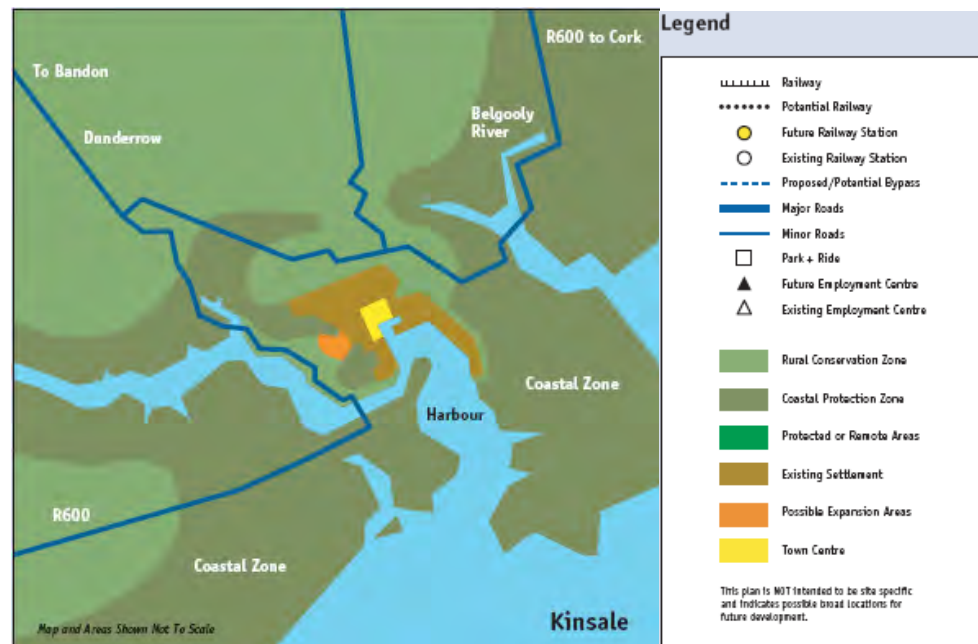 R600 to Cork
To Bandon
Belgooly
River
Dunderrow
Coastal Zone
Harbour
R600
Coastal Zone
Kinsale
Map and Areas Shown Not To Scale
Legend
Railway
Potential Railway
Future Railway Station
Existing Railway Station
Proposed/Potential Bypass
Major Roads
Minor Roads
Park + Ride
Future Employment Centre
Existing Employment Centre
Rural Conservation Zone
Coastal Protection Zone
Protected or Remote Areas
Existing Settlement
Possible Expansion Areas
Town Centre
This plan is NOT intended to be site specific
and indicates possible broad locations for
future development.